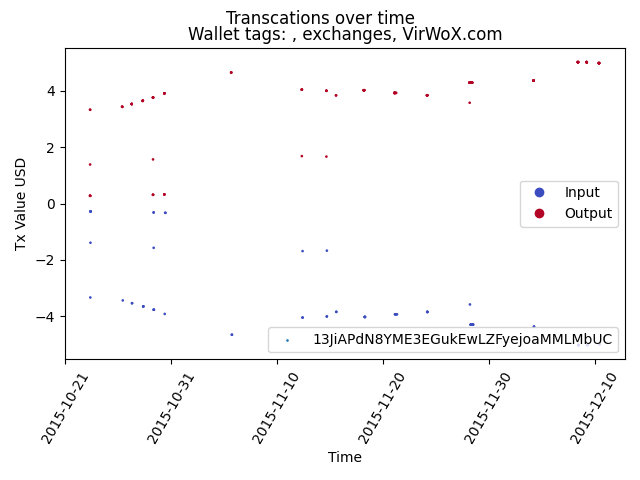 Transcations over time
Wallet tags: , exchanges, VirWoX.com
Tx Value USD
4
2
0
−2
−4
Input
Output
13JiAPdN8YME3EGukEwLZFyejoaMMLMbUC
2015-10-21
2015-10-31
2015-11-10
2015-11-20
2015-11-30
2015-12-10
Time